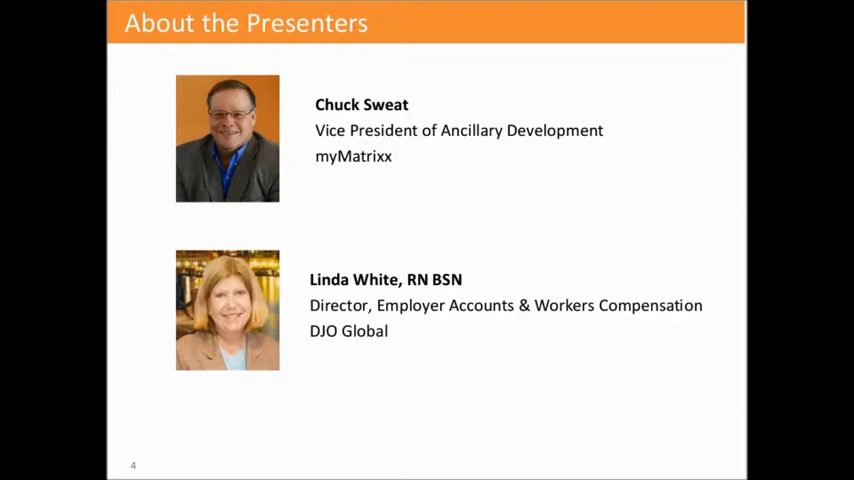 About the Presenters
Chuck Sweat
Vice President of Ancillary Development
myMatrixx
Linda White, RN BSN
Director, Employer Accounts & Workers Compensation
DJO Global
4